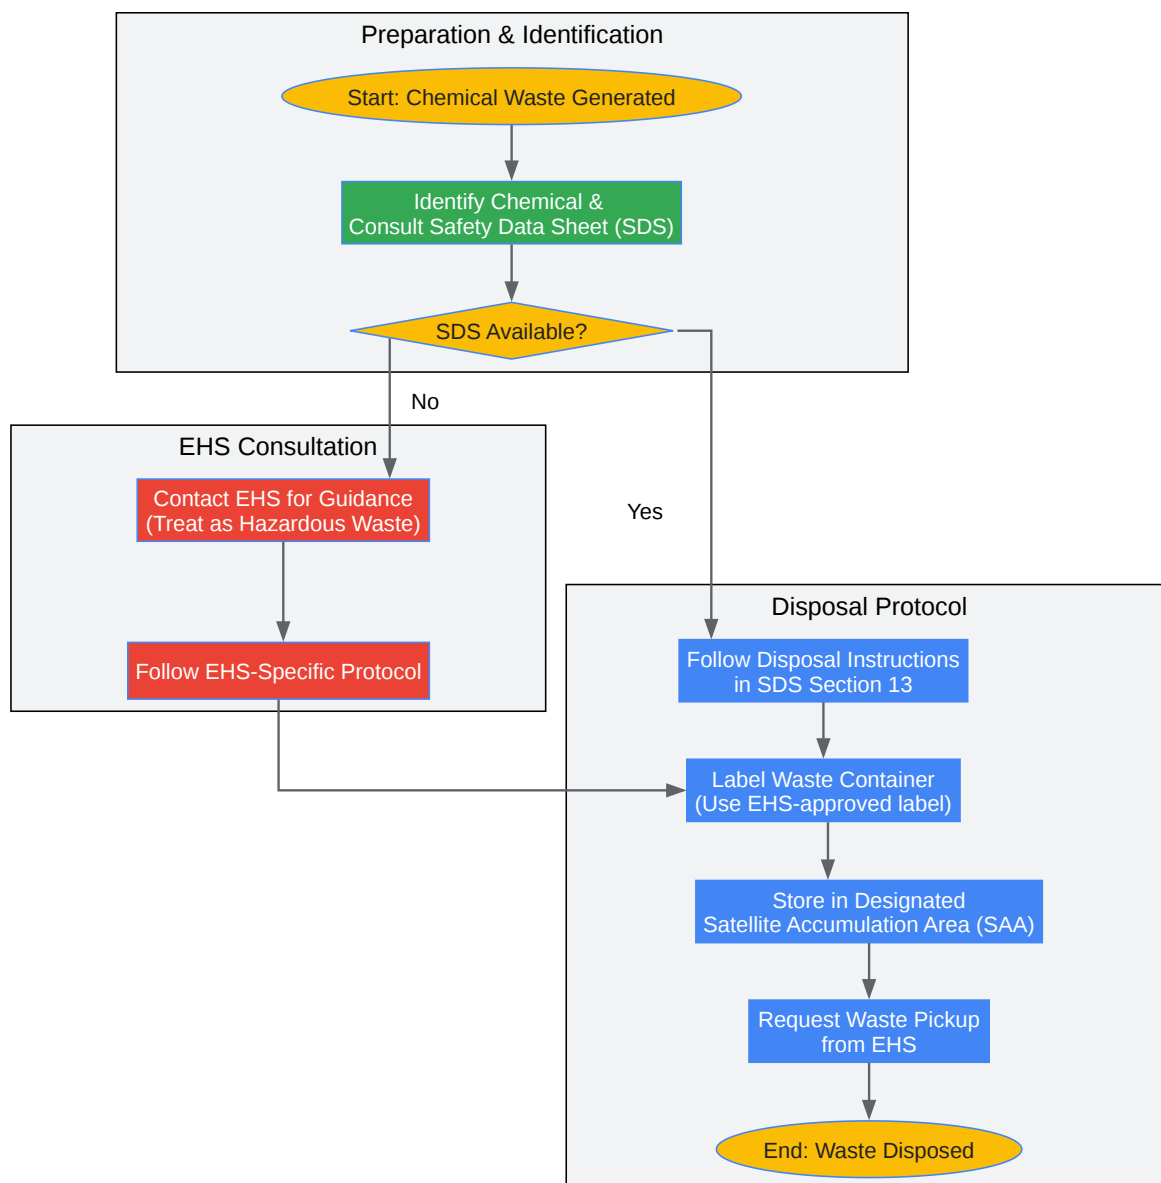 Preparation & Identification
Start: Chemical Waste Generated
Identify Chemical &
Consult Safety Data Sheet (SDS)
SDS Available?
No
Yes
EHS Consultation
Contact EHS for Guidance
(Treat as Hazardous Waste)
Follow EHS-Specific Protocol
Disposal Protocol
Follow Disposal Instructions
in SDS Section 13
Label Waste Container
(Use EHS-approved label)
Store in Designated
Satellite Accumulation Area (SAA)
Request Waste Pickup
from EHS
End: Waste Disposed